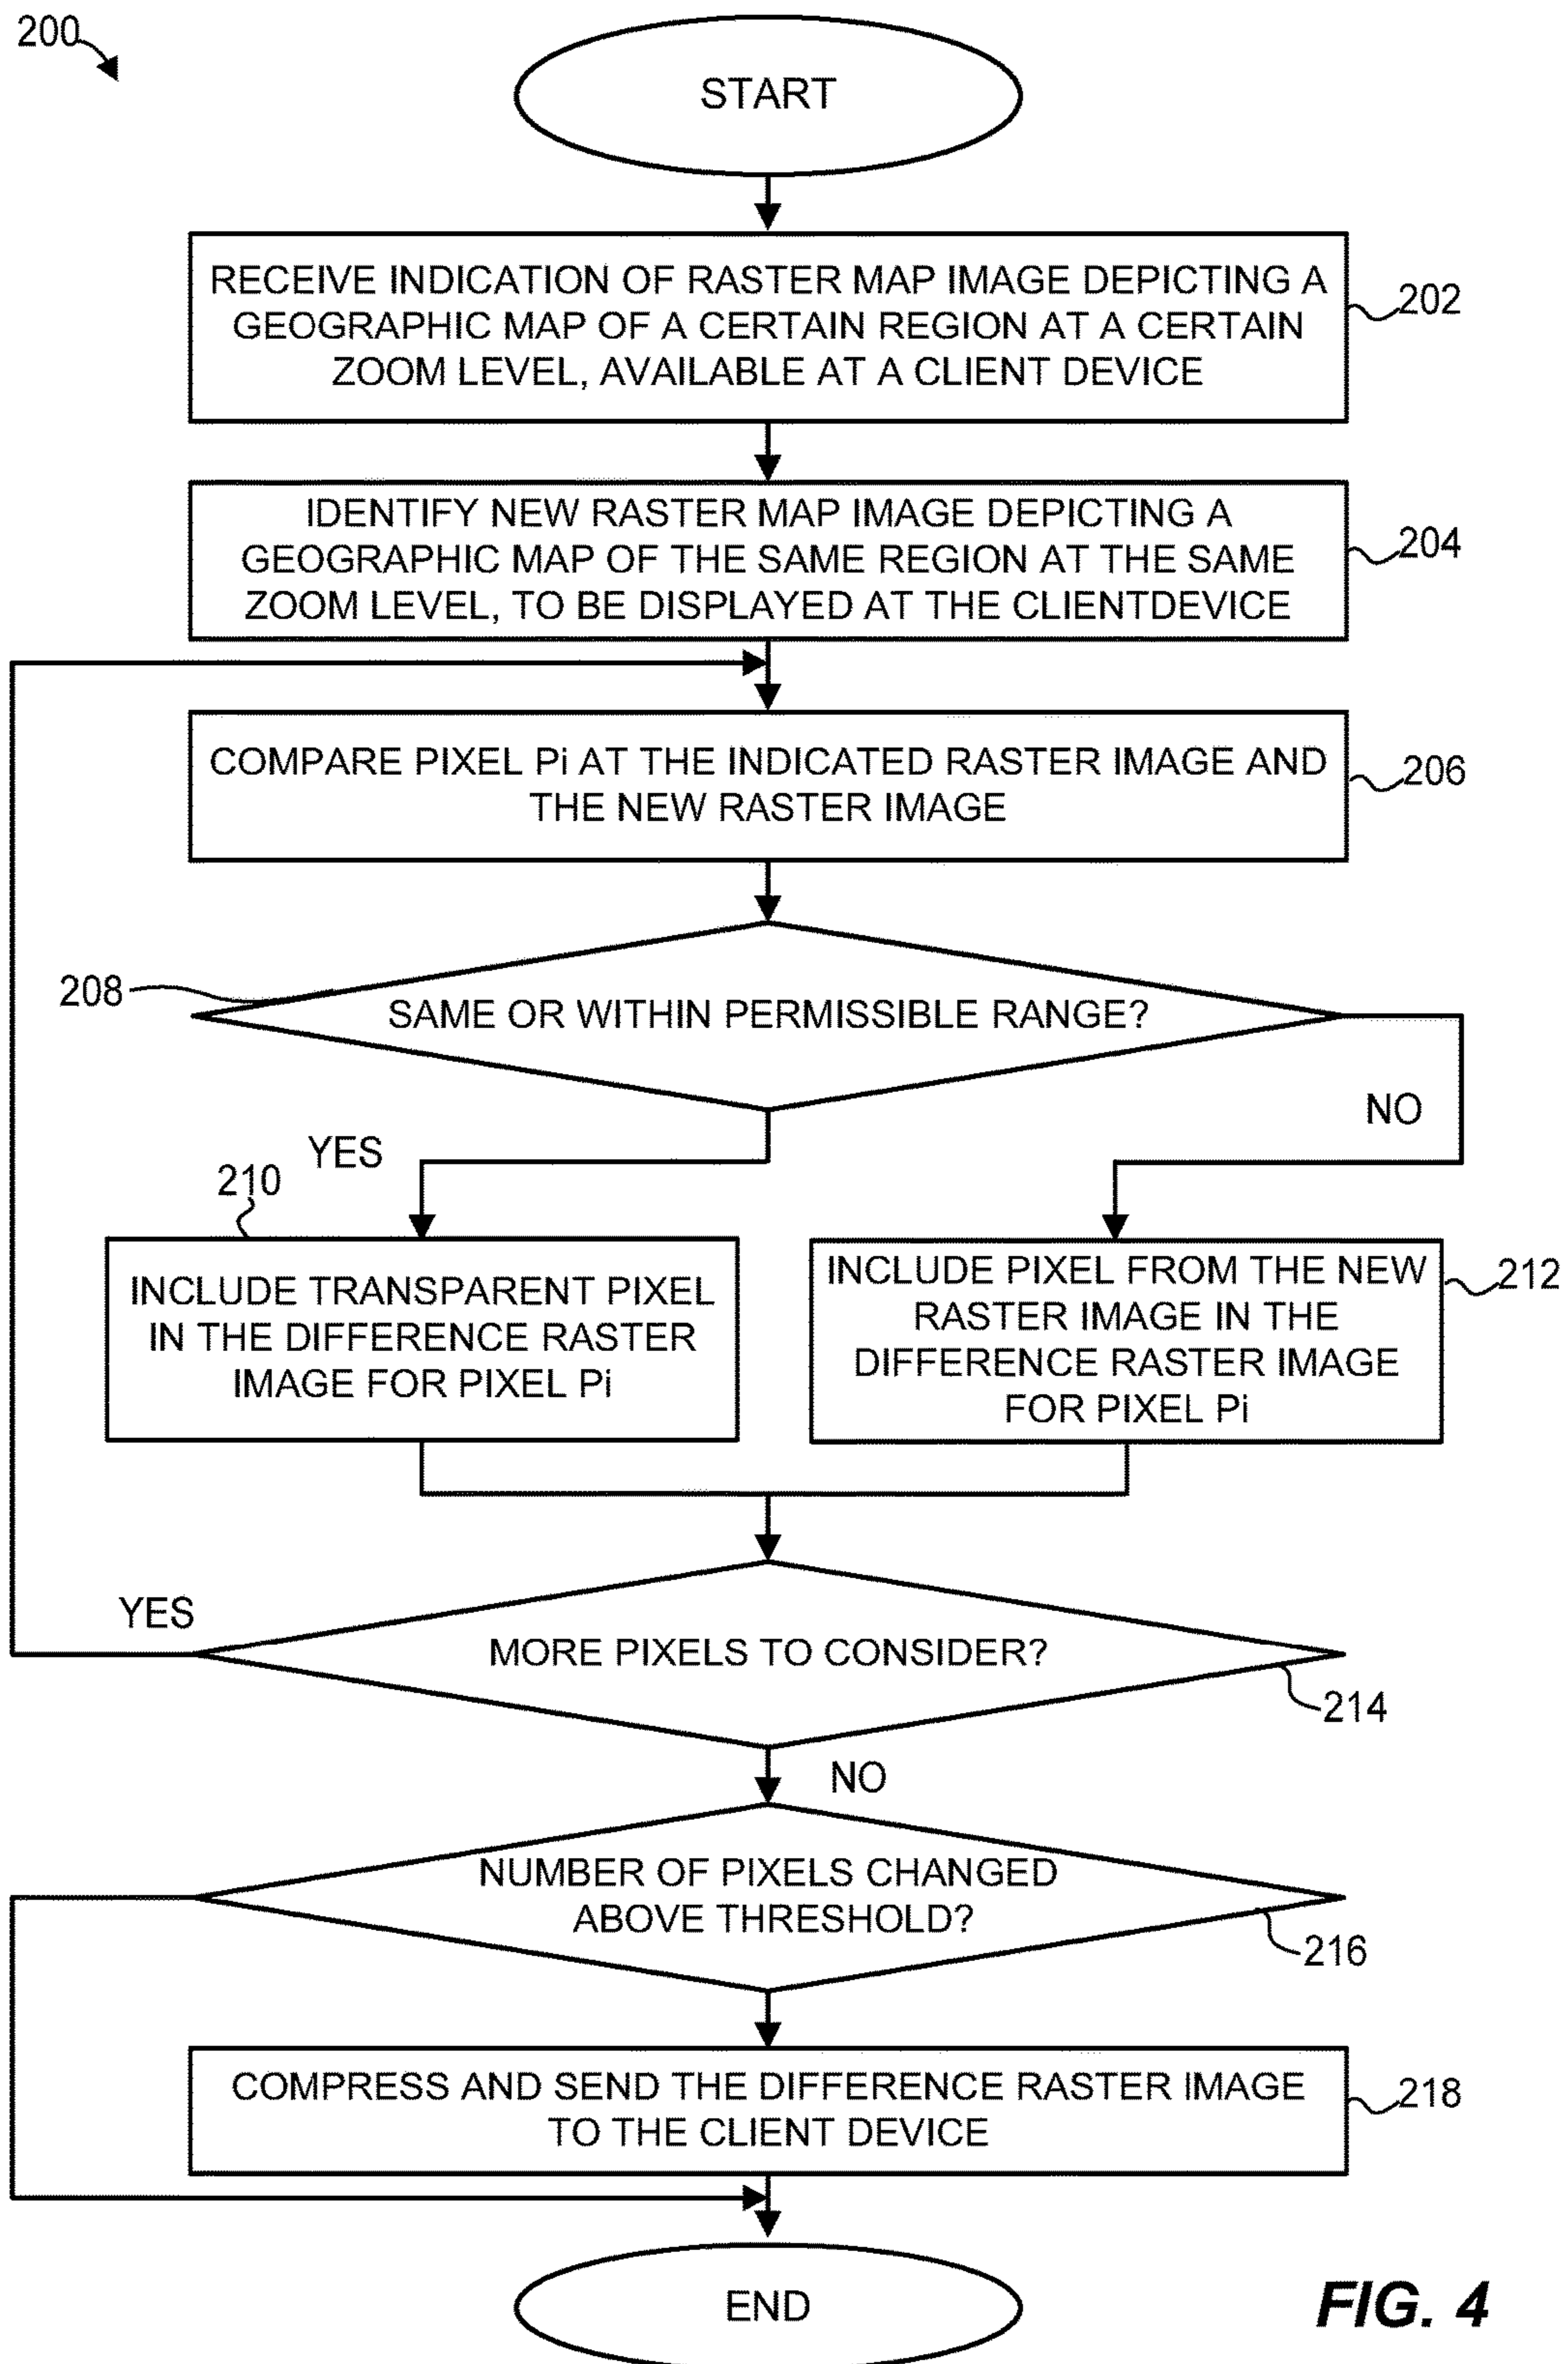 200
START
RECEIVE INDICATION OF RASTER MAP IMAGE DEPICTING A
GEOGRAPHIC MAP OF A CERTAIN REGION AT A CERTAIN
ZOOM LEVEL, AVAILABLE AT A CLIENT DEVICE
202
IDENTIFY NEW RASTER MAP IMAGE DEPICTING A
GEOGRAPHIC MAP OF THE SAME REGION AT THE SAME
ZOOM LEVEL, TO BE DISPLAYED AT THE CLIENTDEVICE
204
COMPARE PIXEL Pi AT THE INDICATED RASTER IMAGE AND
THE NEW RASTER IMAGE
206
208
SAME OR WITHIN PERMISSIBLE RANGE?
NO
YES
210
INCLUDE TRANSPARENT PIXEL
IN THE DIFFERENCE RASTER
IMAGE FOR PIXEL Pi
INCLUDE PIXEL FROM THE NEW
RASTER IMAGE IN THE
DIFFERENCE RASTER IMAGE
FOR PIXEL Pi
212
YES
MORE PIXELS TO CONSIDER?
214
NO
NUMBER OF PIXELS CHANGED
ABOVE THRESHOLD?
216
COMPRESS AND SEND THE DIFFERENCE RASTER IMAGE
TO THE CLIENT DEVICE
218
END
FIG. 4